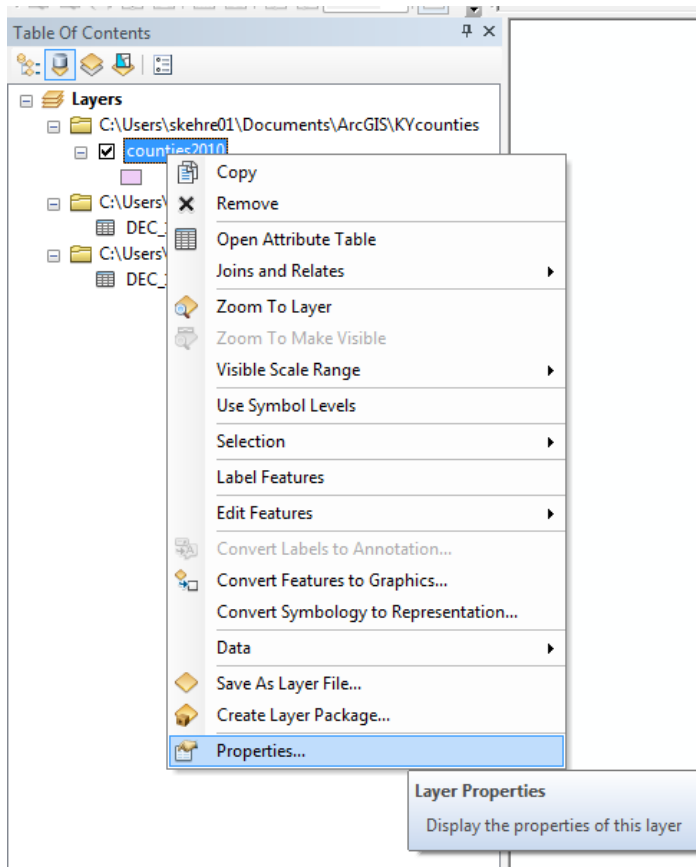 Table Of Contents
Layers
C:\Users\skehre01\Documents\ArcGIS\KYcounties
counties2010
C:\Users\
DEC_
C:\Users\
DEC_
Copy
Remove
Open Attribute Table
Joins and Relates
Zoom To Layer
Zoom To Make Visible
Visible Scale Range
Use Symbol Levels
Selection
Label Features
Edit Features
Convert Labels to Annotation...
Convert Features to Graphics...
Convert Symbology to Representation...
Data
Save As Layer File...
Create Layer Package...
Properties...
Layer Properties
Display the properties of this layer